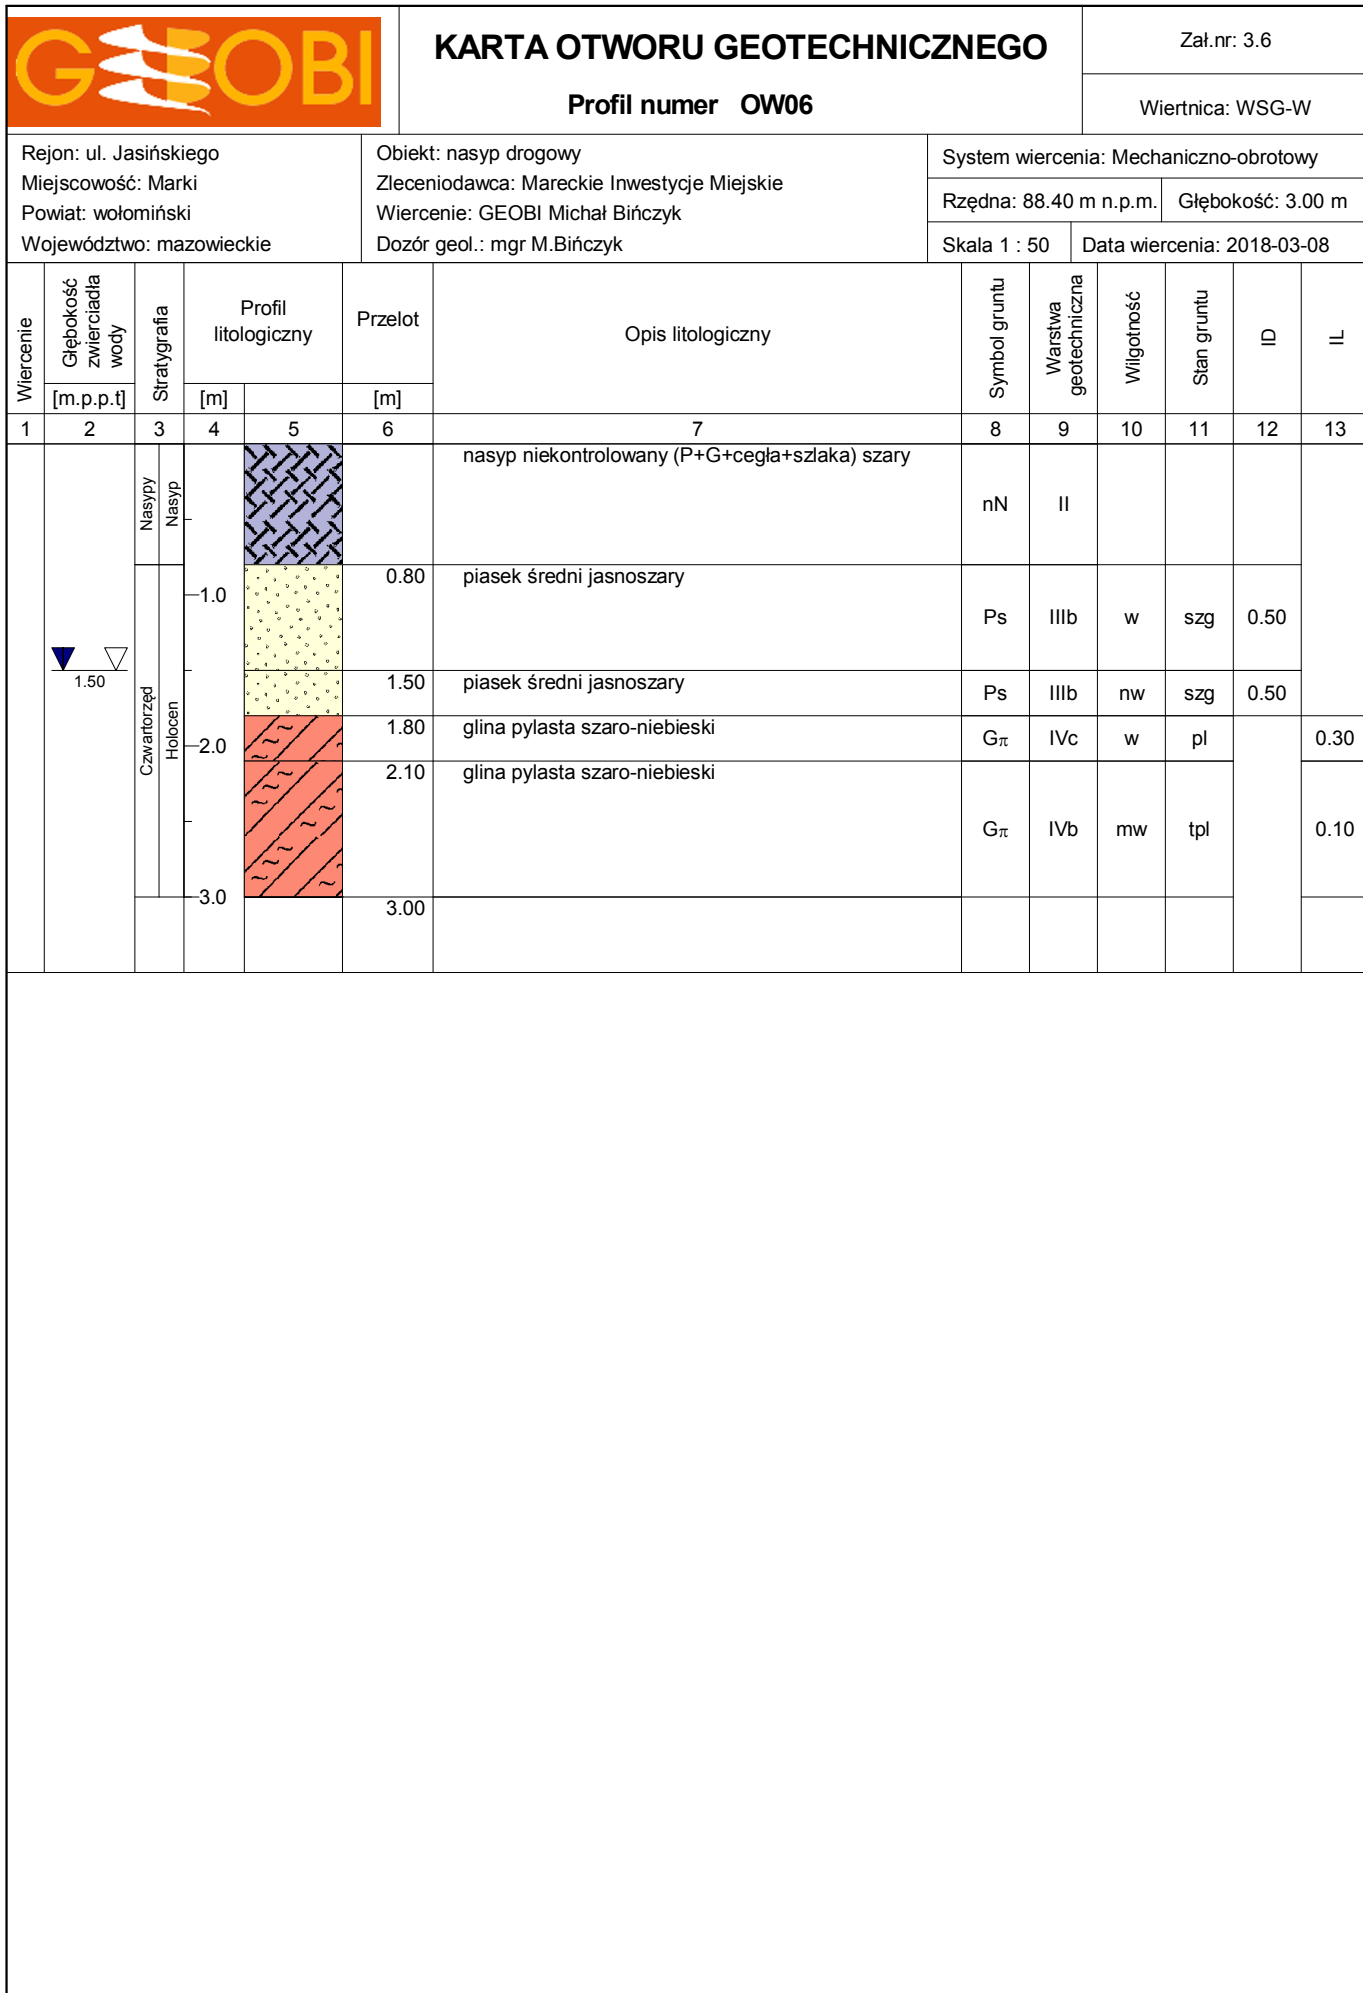 GEOBI
KARTA OTWORU GEOTECHNICZNEGO
Profil numer OW06
Zał.nr: 3.6
Wiertnica: WSG-W
Rejon: ul. Jasińskiego
Miejscowość: Marki
Powiat: wołomiński
Województwo: mazowieckie
Obiekt: nasyp drogowy
Zleceniodawca: Mareckie Inwestycje Miejskie
Wiercenie: GEOBI Michał Bińczyk
Dozór geol.: mgr M.Bińczyk
System wiercenia: Mechaniczno-obrotowy
Rzędna: 88.40 m n.p.m. Głębokość: 3.00 m
Skala 1 : 50 Data wiercenia: 2018-03-08
Wiercenie
Głębokość
zwierciadła
wody
[m.p.p.t]
Stratygrafia
Profil
litologiczny
[m]
Przelot
[m]
Opis litologiczny
Symbol gruntu
Warstwa
geotechniczna
Wilgotność
Stan gruntu
ID
IL
1 2 3 4 5 6 7 8 9 10 11 12 13
Nasypy
Nasyp
nasyp niekontrolowany (P+G+cegła+szlaka) szary
nN II
0.80 piasek średni jasnoszary
1.0
Ps IIIb w szg 0.50
1.50
1.50 piasek średni jasnoszary
Ps IIIb nw szg 0.50
Czwartorzęd
Holocen
1.80 glina pylasta szaro-niebieski
2.0
Gπ IVc w pl 0.30
2.10 glina pylasta szaro-niebieski
Gπ IVb mw tpl 0.10
3.0
3.00